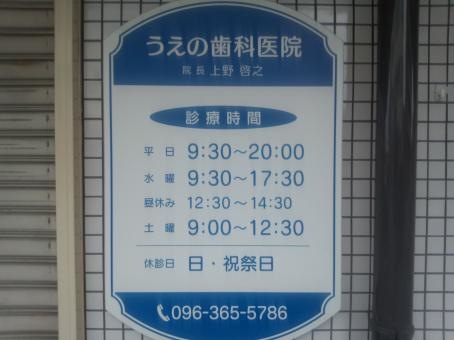 うえの歯科医院
院長 上野 啓之
診療時間
平日 9:30〜20:00
水曜 9:30〜17:30
昼休み 12:30〜14:30
土曜 9:00〜12:30
休診日 日・祝祭日
096-365-5786